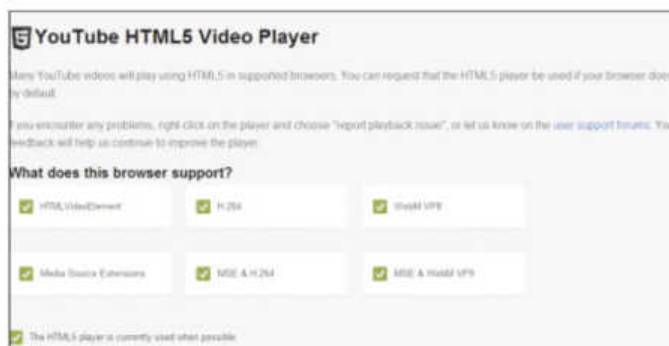 YouTube HTML5 Video Player
Many YouTube videos will play using HTML5 in supported browsers. You can request that the HTML5 player be used if your browser does
by default.
If you encounter any problems, right click on the player and choose "report playback issue", or let us know on the user support forums. You
feedback will help us continue to improve the player.
What does this browser support?
HTMLVideoElement
H.264
WebM VP8
Media Source Extensions
MSE & H.264
MSE & WebM VP9
The HTML5 player is currently used when possible.